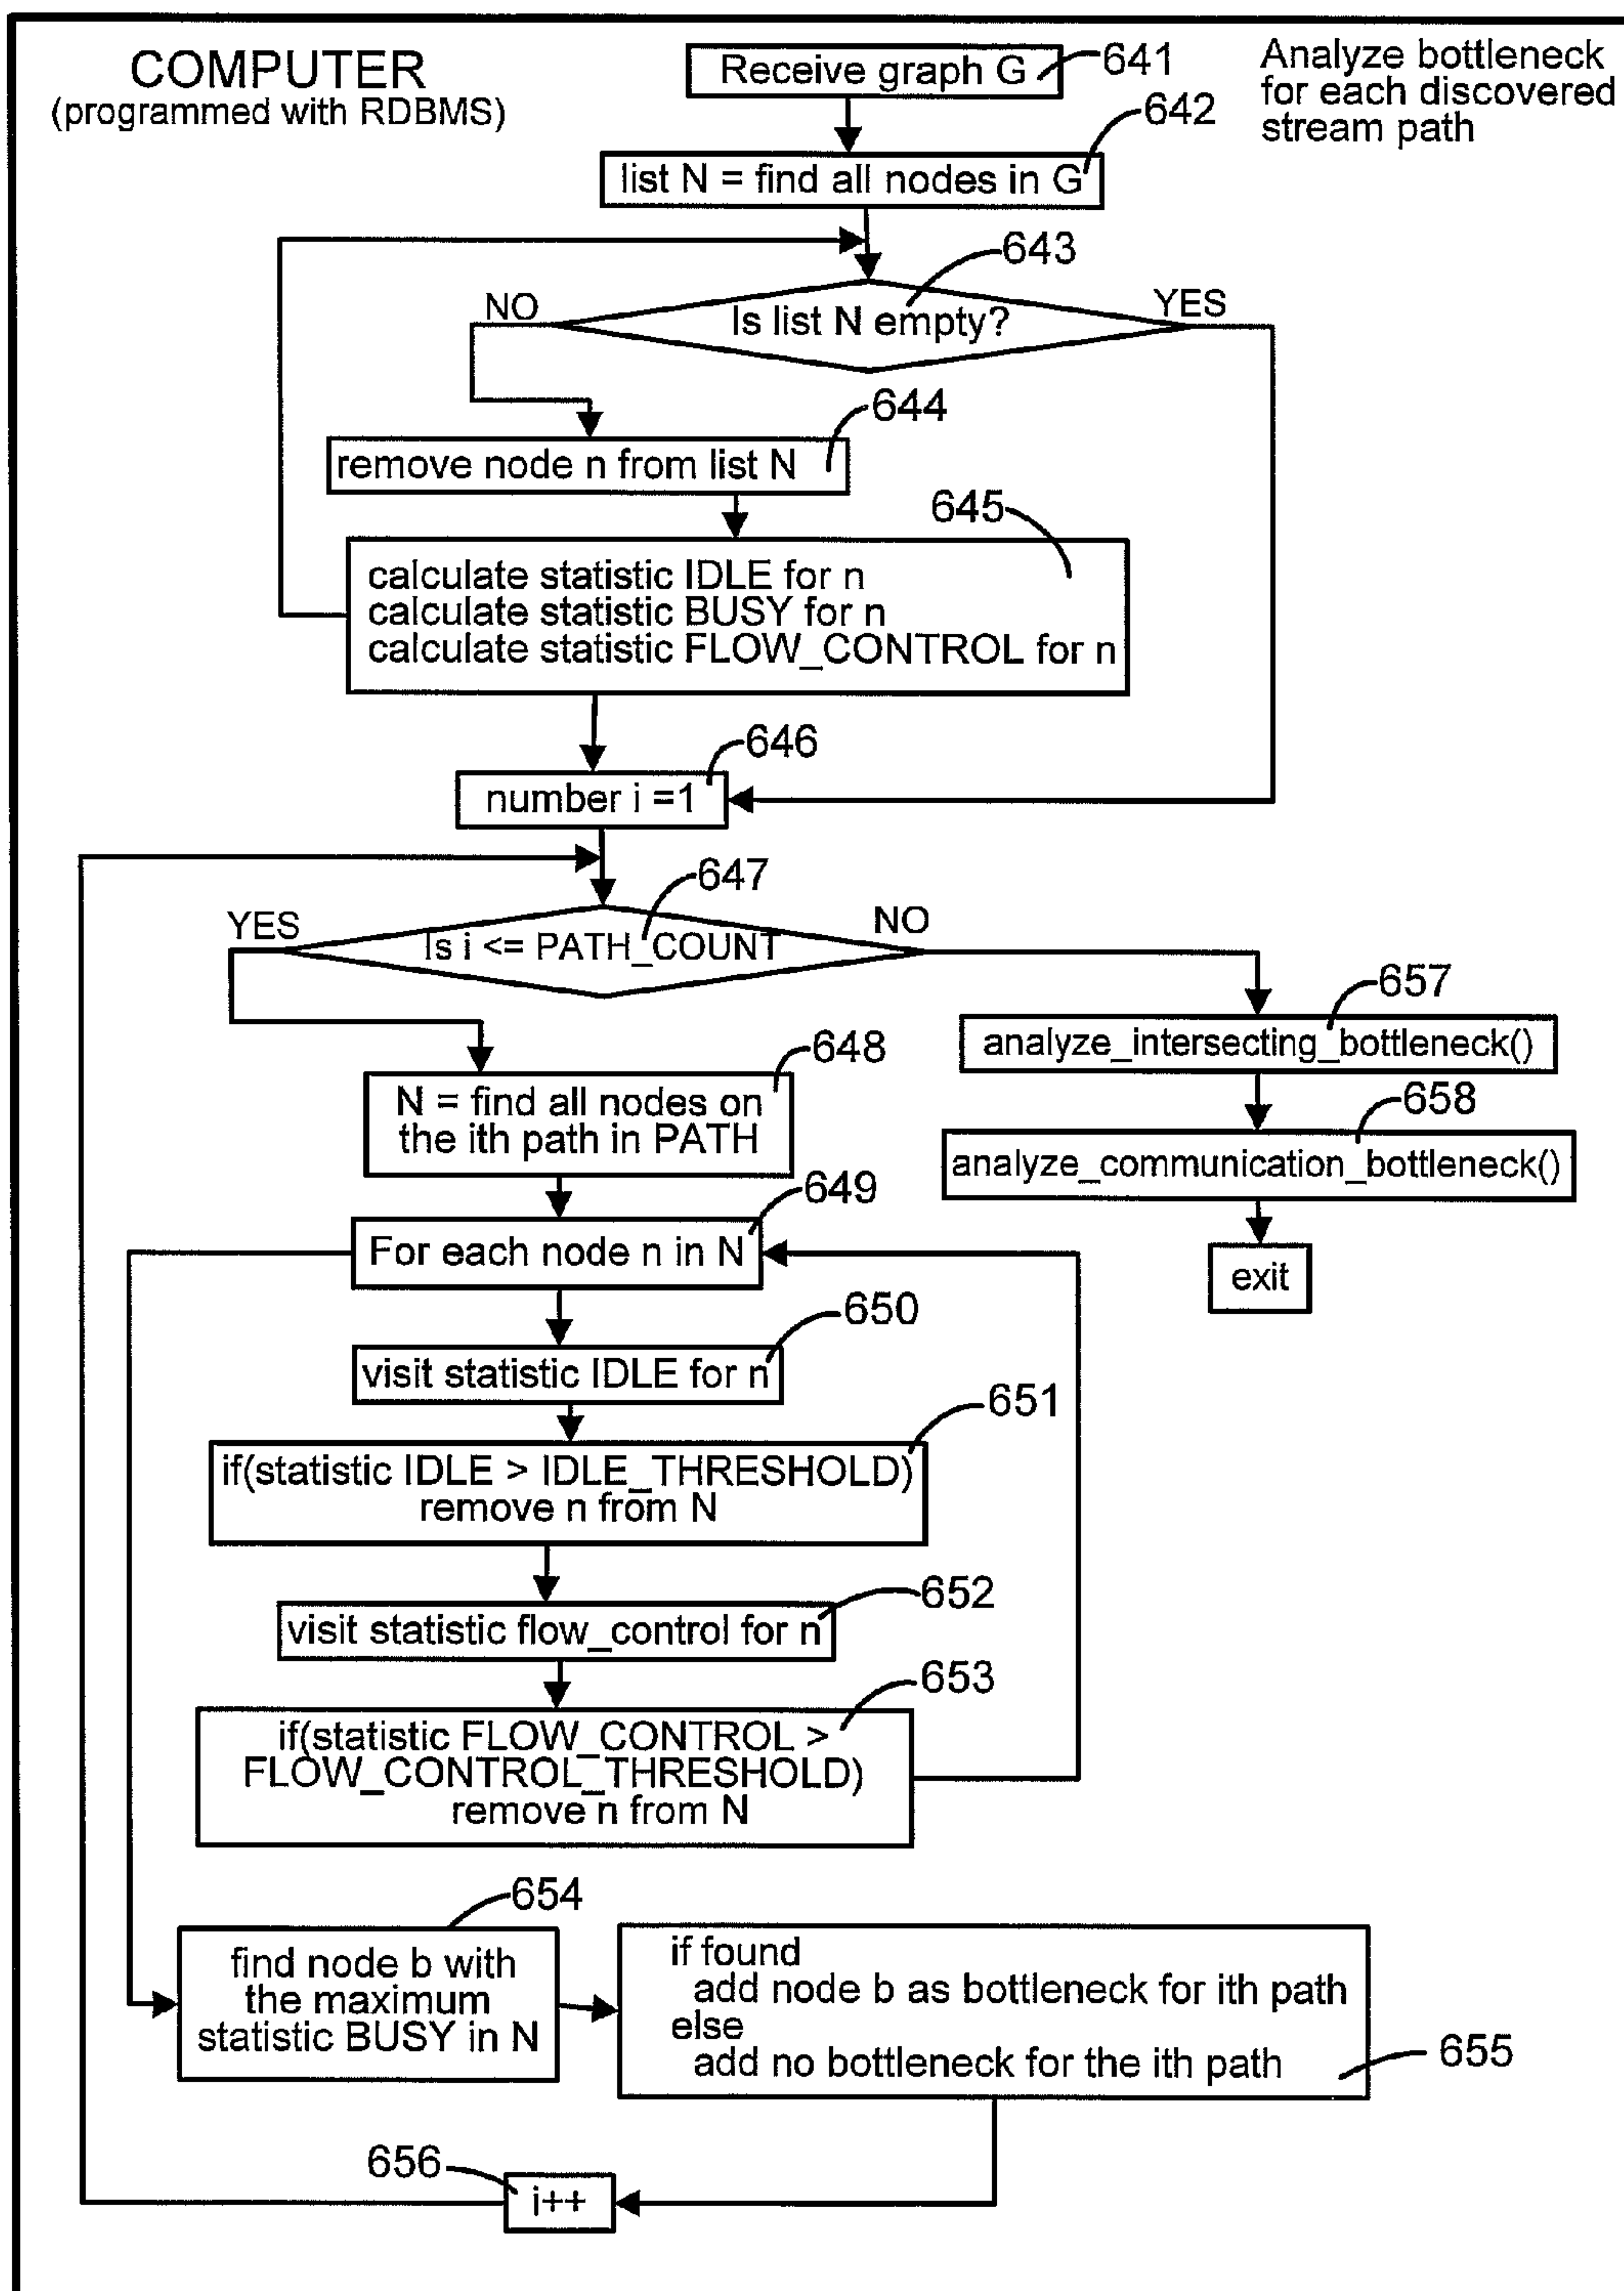 COMPUTER
(programmed with RDBMS)
Analyze bottleneck
for each discovered
stream path
Receive graph G
641
642
list N = find all nodes in G
643
NO
YES
Is list N empty?
644
remove node n from list N
645
calculate statistic IDLE for n
calculate statistic BUSY for n
calculate statistic FLOW_CONTROL for n
646
number i =1
647
YES
NO
Is i <= PATH_COUNT
657
analyze_intersecting_bottleneck()
648
N = find all nodes on
the ith path in PATH
658
analyze_communication_bottleneck()
649
For each node n in N
exit
650
visit statistic IDLE for n
651
if(statistic IDLE > IDLE_THRESHOLD)
remove n from N
652
visit statistic flow_control for n
653
if(statistic FLOW_CONTROL >
FLOW_CONTROL_THRESHOLD)
remove n from N
654
find node b with
the maximum
statistic BUSY in N
if found
add node b as bottleneck for ith path
else
add no bottleneck for the ith path
655
656
i++